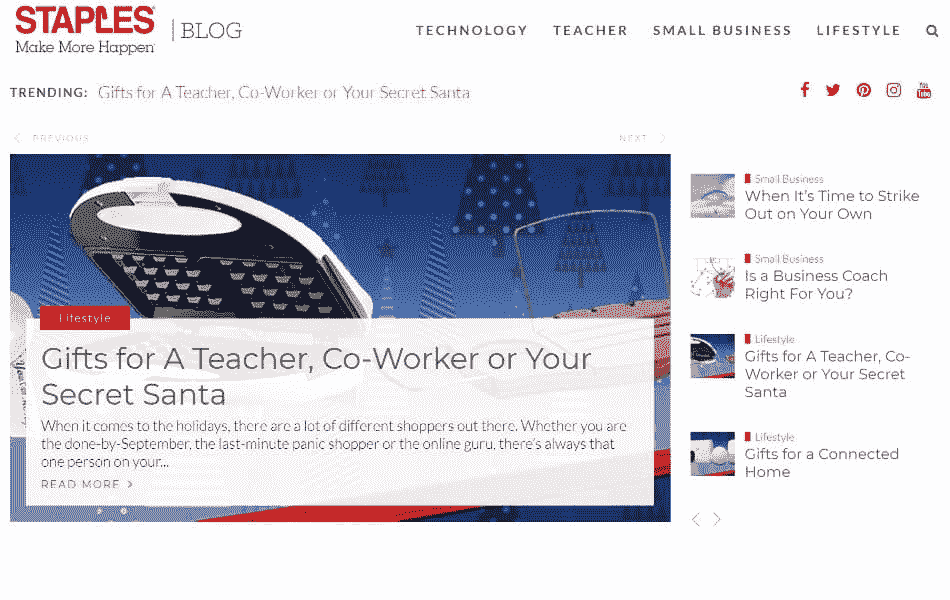 STAPLES
Make More Happen
BLOG
TECHNOLOGY TEACHER SMALL BUSINESS LIFESTYLE
TRENDING: Gifts for A Teacher, Co-Worker or Your Secret Santa
You
Tube
PREVIOUS
NEXT
Lifestyle
Gifts for A Teacher, Co-Worker or Your
Secret Santa
When it comes to the holidays, there are a lot of different shoppers out there. Whether you are
the done-by-September, the last-minute panic shopper or the online guru, there's always that
one person on your...
READ MORE
Small Business
When It's Time to Strike
Out on Your Own
Small Business
Is a Business Coach
Right For You?
Lifestyle
Gifts for A Teacher, Co-
Worker or Your Secret
Santa
Lifestyle
Gifts for a Connected
Home